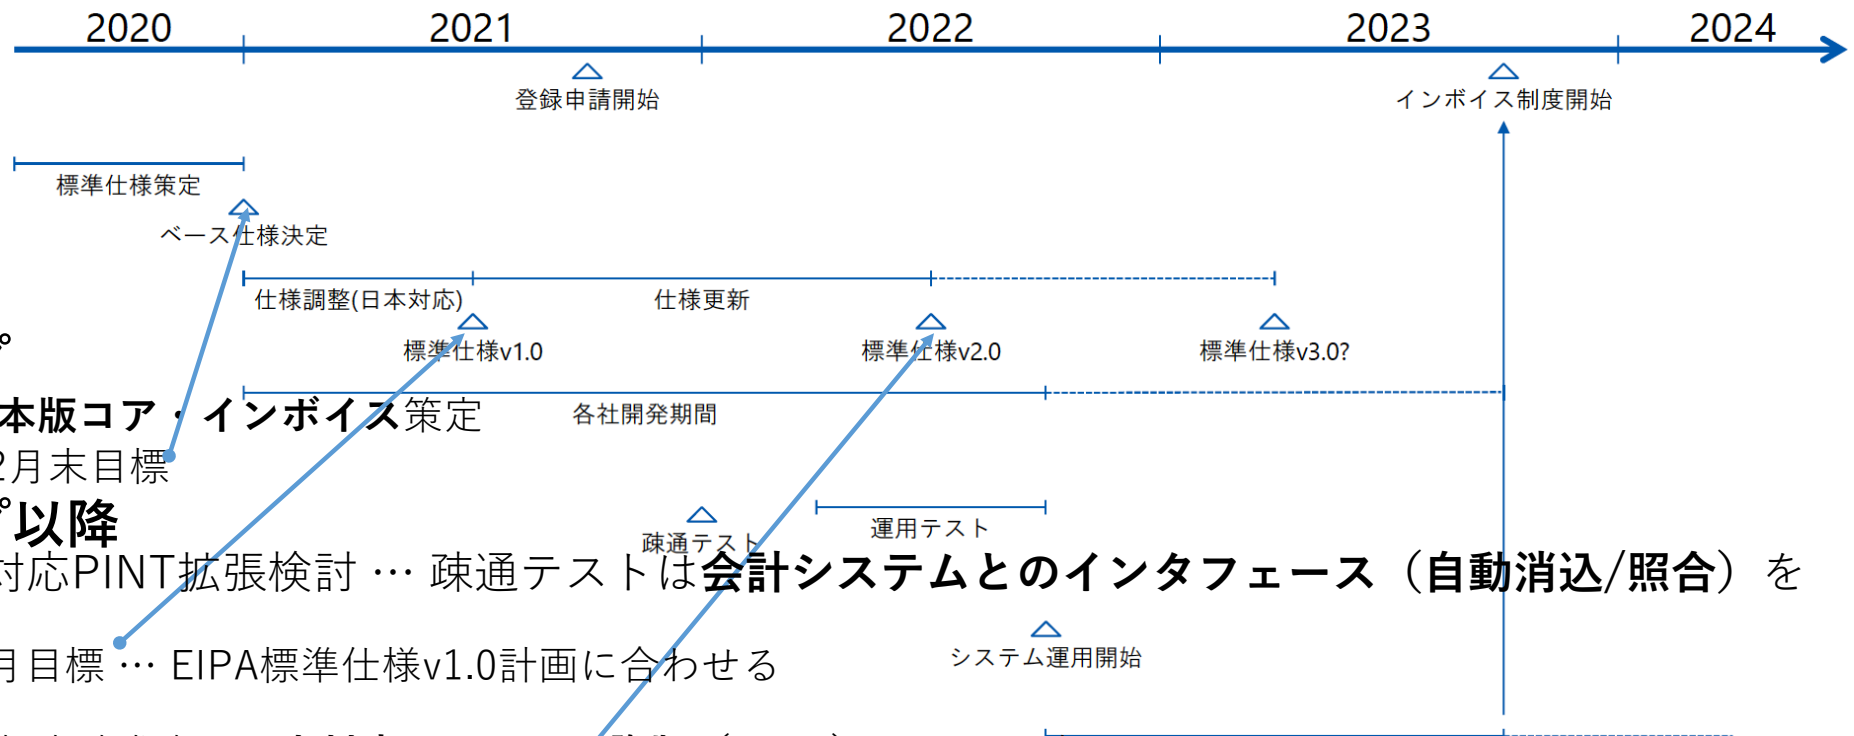 2020 2021 2022 2023 2024
登録申請開始 インボイス制度開始
標準仕様策定
ベース仕様決定
仕様調整(日本対応) 仕様更新
標準仕様v1.0 標準仕様v2.0 標準仕様v3.0?
本版コア・インボイス策定
各社開発期間
2月末目標
プ以降
疎通テスト 運用テスト
対応PINT拡張検討 … 疎通テストは会計システムとのインタフェース（自動消込/照合）を
システム運用開始
月目標 … EIPA標準仕様v1.0計画に合わせる